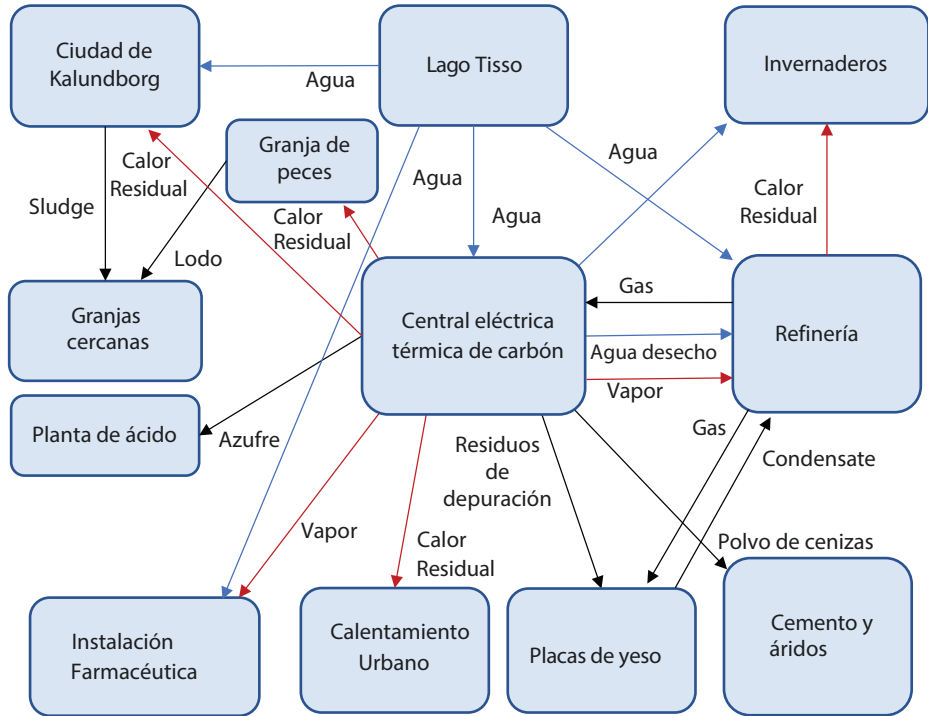 Ciudad de
Kalundborg
Agua
Lago Tisso
Invernaderos
Granja de
peces
Calor
Residual
Agua
Agua
Calor
Residual
Sludge
Calor
Residual
Agua
Lodo
Granjas
cercanas
Central eléctrica
térmica de carbón
Gas
Agua desecho
Vapor
Refinería
Planta de ácido
Azufre
Residuos
de
depuración
Gas
Condensate
Vapor
Calor
Residual
Polvo de cenizas
Instalación
Farmacéutica
Calentamiento
Urbano
Placas de yeso
Cemento y
áridos